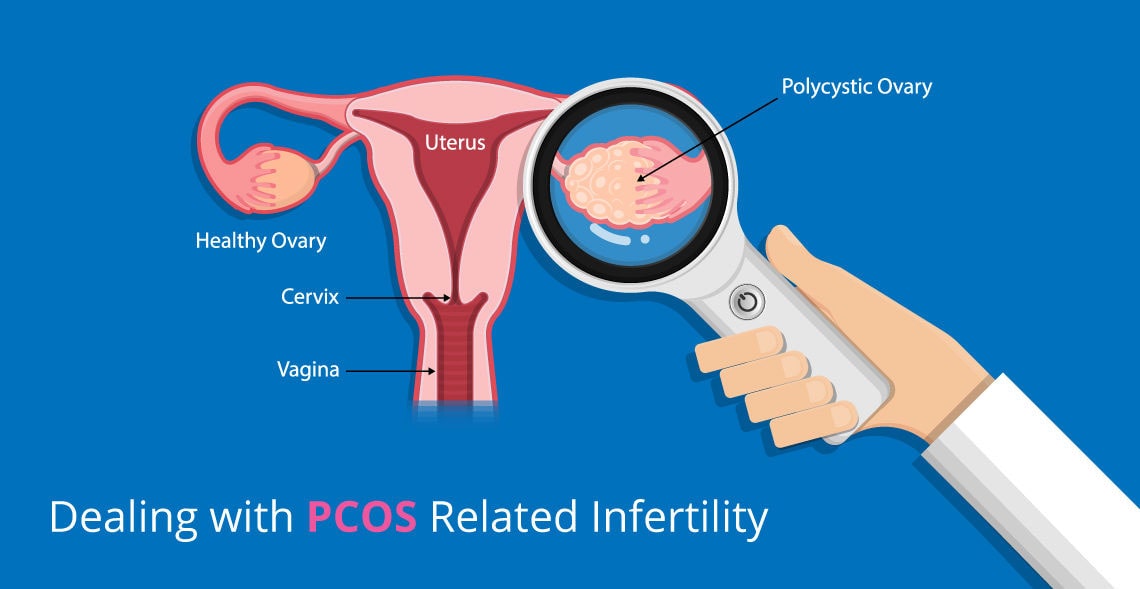 Polycystic Ovary
Uterus
Healthy Ovary
Cervix
Vagina
Dealing with PCOS Related Infertility